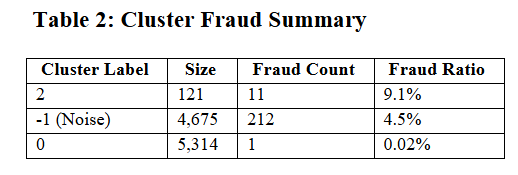 Table 2: Cluster Fraud Summary
Cluster Label Size Fraud Count Fraud Ratio
2 121 11 9.1%
-1 (Noise) 4,675 212 4.5%
0 5,314 1 0.02%